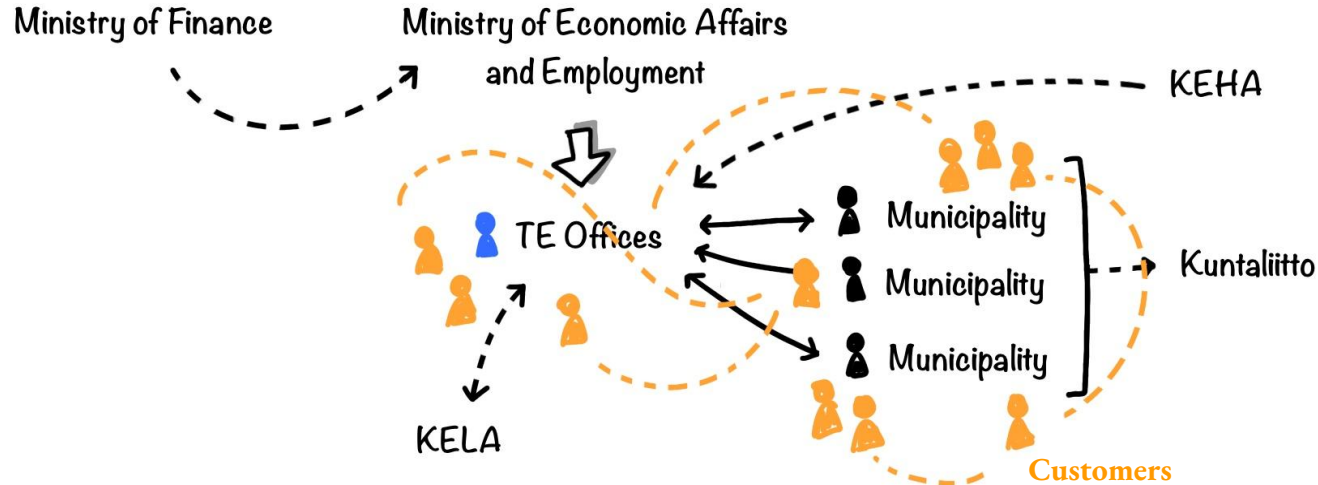 Ministry of Finance
Ministry of Economic Affairs
and Employment
KEHA
Municipality
TE Offices
Municipality
Kuntaliitto
Municipality
KELA
Customers